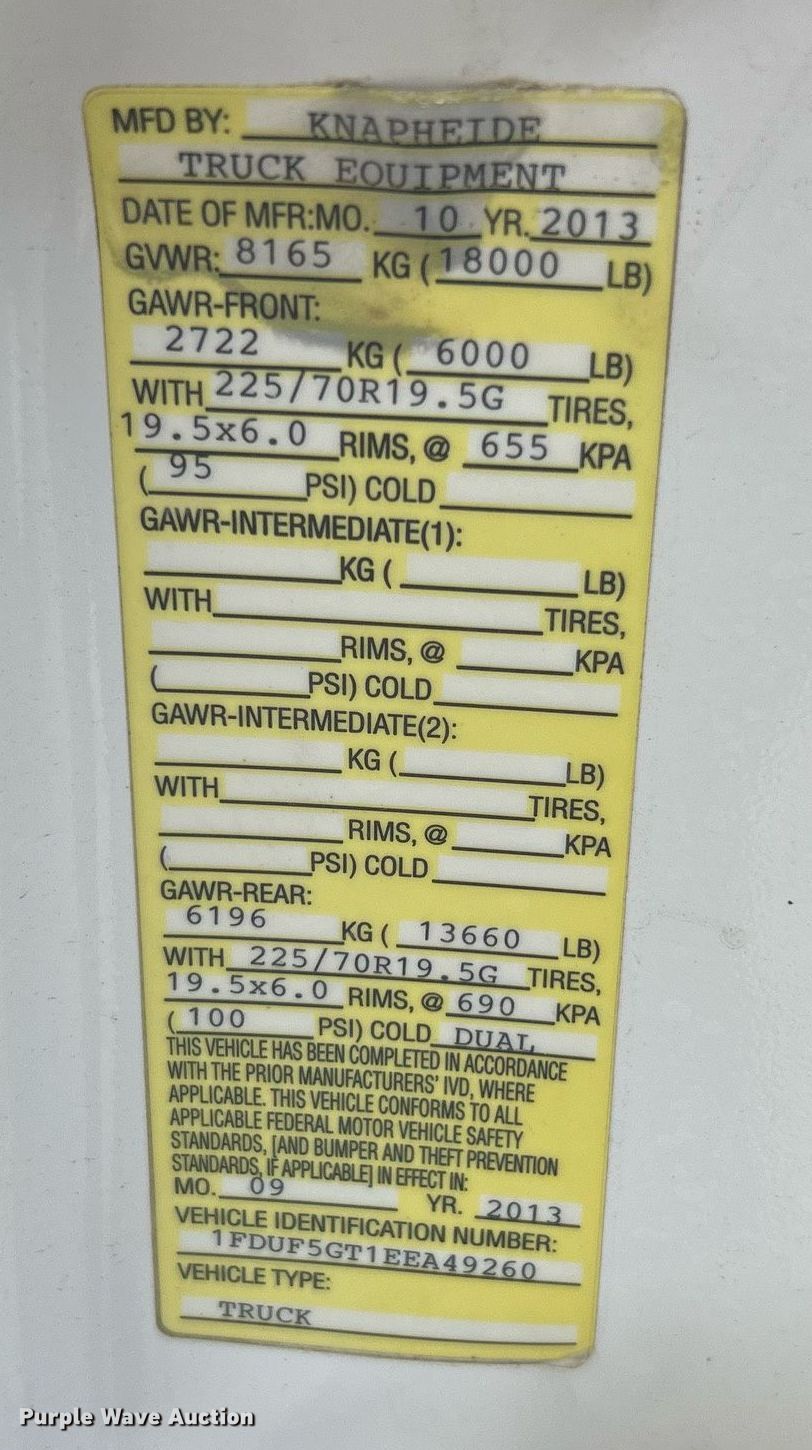 MFD BY: KNAPHEIDE
TRUCK EQUIPMENT
DATE OF MFR:MO. 10 YR. 2013
GVWR: 8165 KG (18000 LB)
GAWR-FRONT:
2722 KG ( 6000 LB)
WITH 225/70R19.5G TIRES,
19.5x6.0 RIMS, @ 655 KPA
( 95 PSI) COLD
GAWR-INTERMEDIATE(1):
KG ( LB)
WITH TIRES,
RIMS, @ KPA
( PSI) COLD
GAWR-INTERMEDIATE(2):
KG ( LB)
WITH TIRES,
RIMS, @ KPA
( PSI) COLD
GAWR-REAR:
6196 KG ( 13660 LB)
WITH 225/70R19.5G TIRES,
19.5x6.0 RIMS, @ 690 KPA
( 100 PSI) COLD DUAL
THIS VEHICLE HAS BEEN COMPLETED IN ACCORDANCE
WITH THE PRIOR MANUFACTURERS' IVD, WHERE
APPLICABLE. THIS VEHICLE CONFORMS TO ALL
APPLICABLE FEDERAL MOTOR VEHICLE SAFETY
STANDARDS, [AND BUMPER AND THEFT PREVENTION
STANDARDS, IF APPLICABLE] IN EFFECT IN:
MO. 09 YR. 2013
VEHICLE IDENTIFICATION NUMBER:
1FDUF5GT1EEA49260
VEHICLE TYPE:
TRUCK
Purple Wave Auction